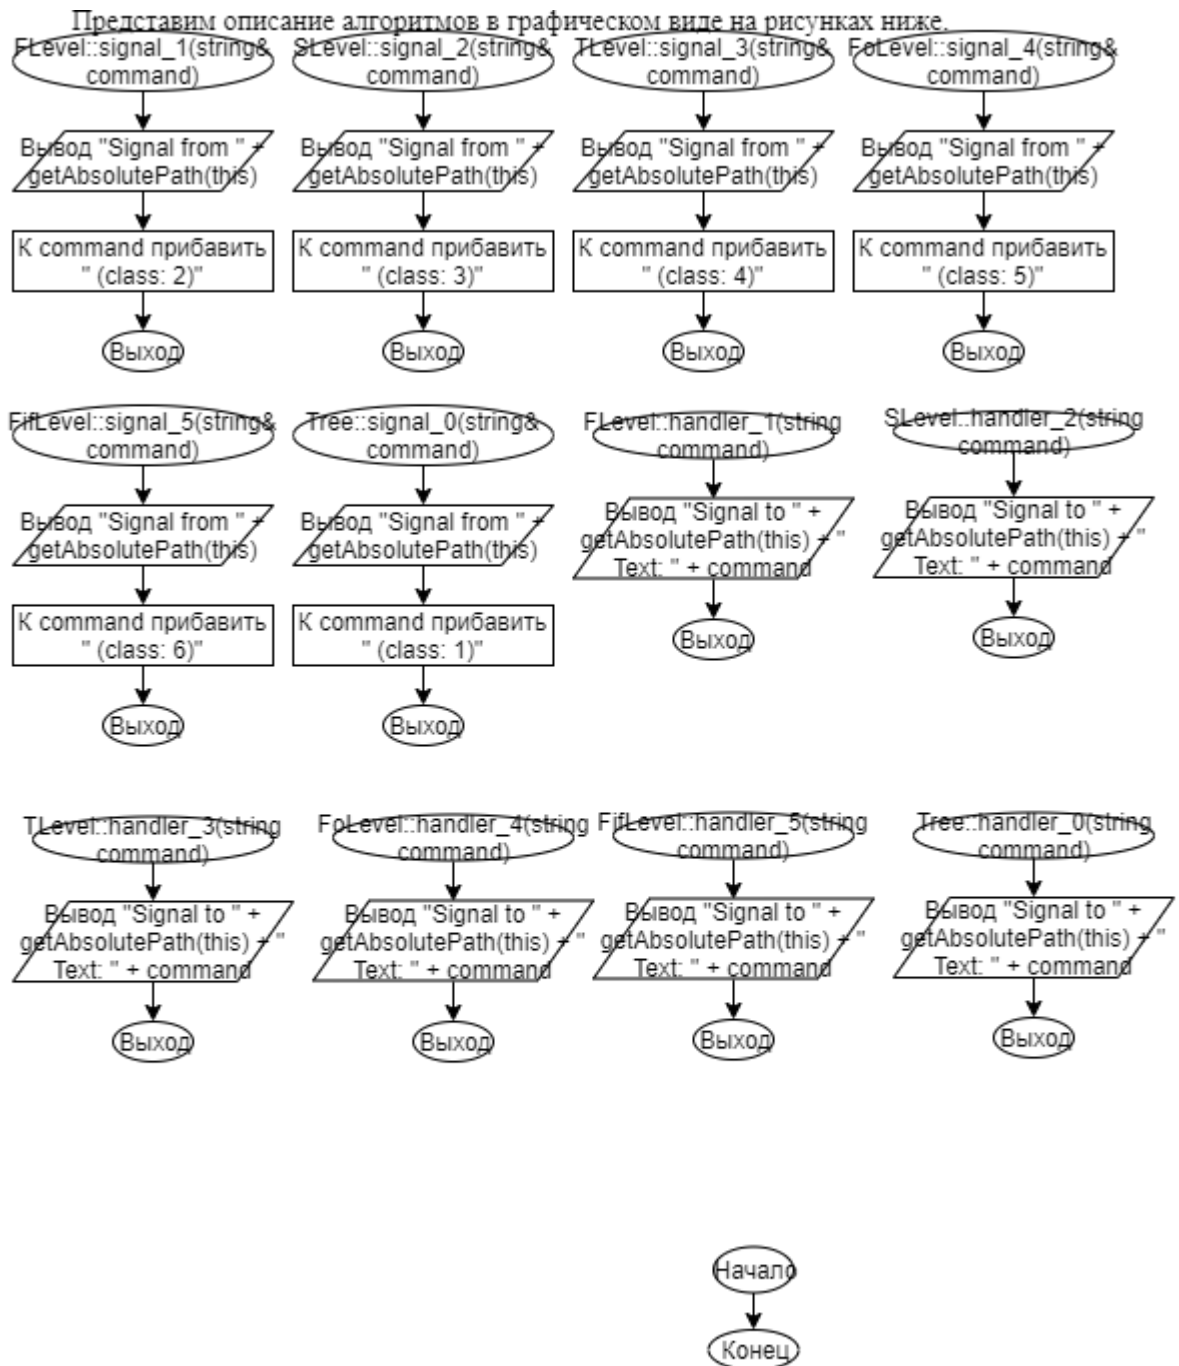 Представим описание алгоритмов в графическом виде на рисунках ниже.
FLevel::signal_1(string&
command)
Вывод "Signal from " +
getAbsolutePath(this)
К command прибавить
" (class: 2)"
Выход
SLevel::signal_2(string&
command)
Вывод "Signal from " +
getAbsolutePath(this)
К command прибавить
" (class: 3)"
Выход
TLevel::signal_3(string&
command)
Вывод "Signal from " +
getAbsolutePath(this)
К command прибавить
" (class: 4)"
Выход
FoLevel::signal_4(string&
command)
Вывод "Signal from " +
getAbsolutePath(this)
К command прибавить
" (class: 5)"
Выход
FifLevel::signal_5(string&
command)
Вывод "Signal from " +
getAbsolutePath(this)
К command прибавить
" (class: 6)"
Выход
Tree::signal_0(string&
command)
Вывод "Signal from " +
getAbsolutePath(this)
К command прибавить
" (class: 1)"
Выход
FLevel::handler_1(string
command)
Вывод "Signal to " +
getAbsolutePath(this) + "
Text: " + command
Выход
SLevel::handler_2(string
command)
Вывод "Signal to " +
getAbsolutePath(this) + "
Text: " + command
Выход
TLevel::handler_3(string
command)
Вывод "Signal to " +
getAbsolutePath(this) + "
Text: " + command
Выход
FoLevel::handler_4(string
command)
Вывод "Signal to " +
getAbsolutePath(this) + "
Text: " + command
Выход
FifLevel::handler_5(string
command)
Вывод "Signal to " +
getAbsolutePath(this) + "
Text: " + command
Выход
Tree::handler_0(string
command)
Вывод "Signal to " +
getAbsolutePath(this) + "
Text: " + command
Выход
Начало
Конец